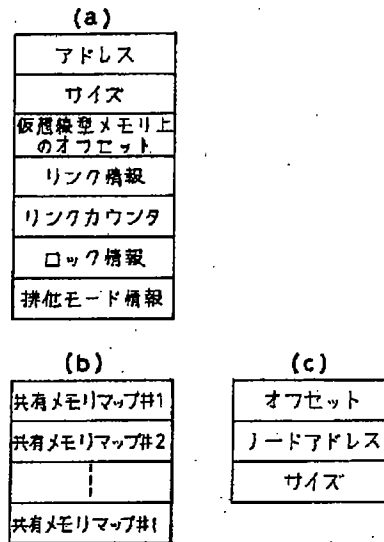 (a)
アドレス
サイズ
仮想線型メモリ上
のオフセット
リンク情報
リンクカウンタ
ロック情報
排他モード情報
(b)
共有メモリマップ#1
共有メモリマップ#2
共有メモリマップ#l
(c)
オフセット
ノードアドレス
サイズ